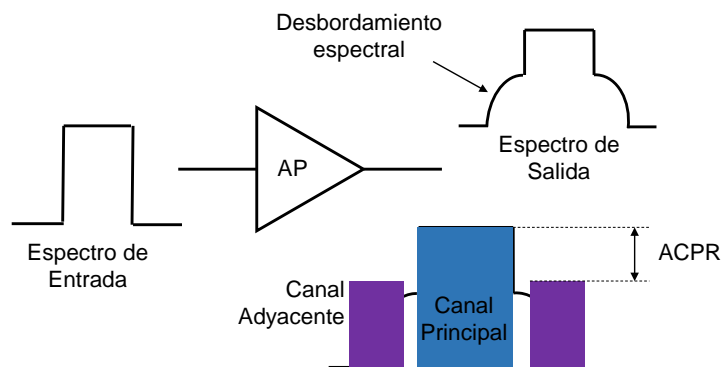 Desbordamiento
espectral
AP
Espectro de
Entrada
Espectro de
Salida
ACPR
Canal
Adyacente
Canal
Principal